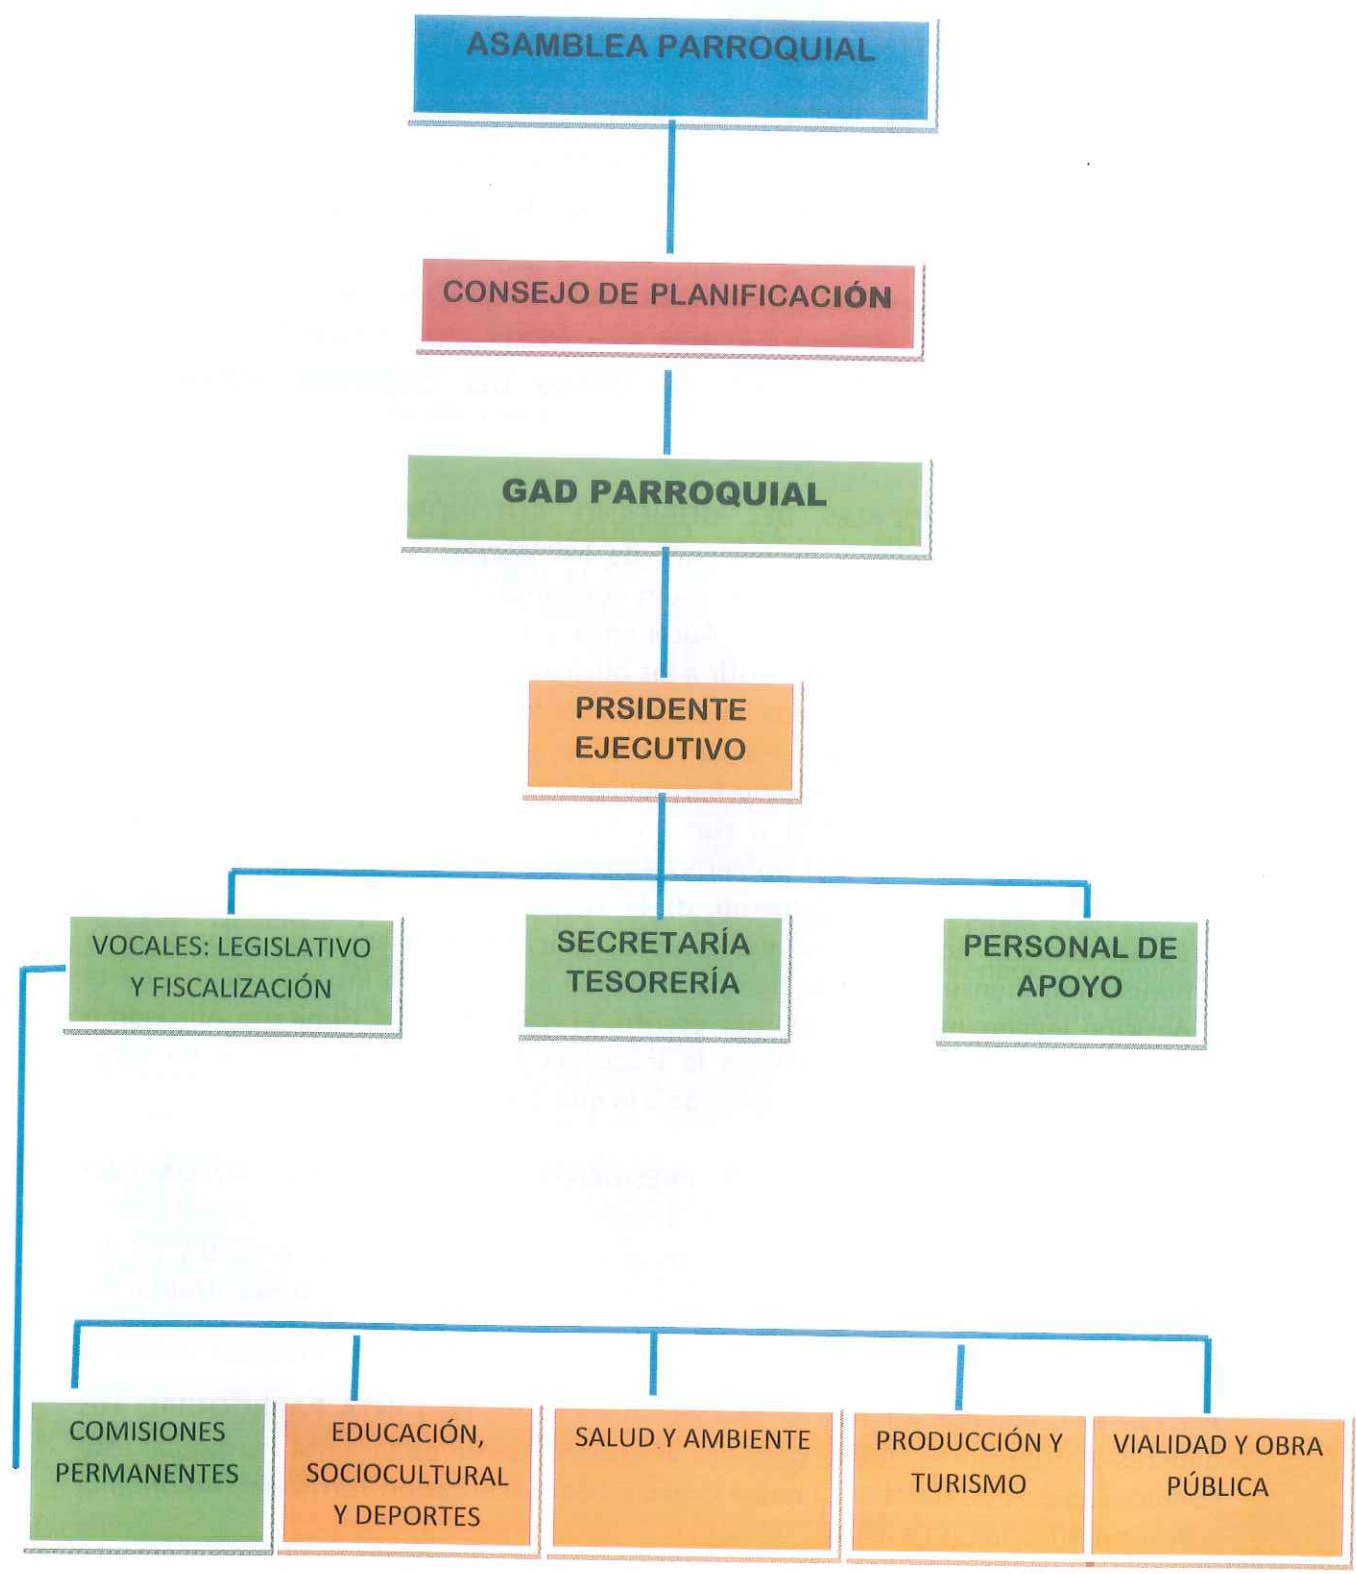 ASAMBLEA PARROQUIAL
CONSEJO DE PLANIFICACIÓN
GAD PARROQUIAL
PRSIDENTE
EJECUTIVO
VOCALES: LEGISLATIVO
Y FISCALIZACIÓN
SECRETARÍA
TESORERÍA
PERSONAL DE
APOYO
COMISIONES
PERMANENTES
EDUCACIÓN,
SOCIOCULTURAL
Y DEPORTES
SALUD Y AMBIENTE
PRODUCCIÓN Y
TURISMO
VIALIDAD Y OBRA
PÚBLICA